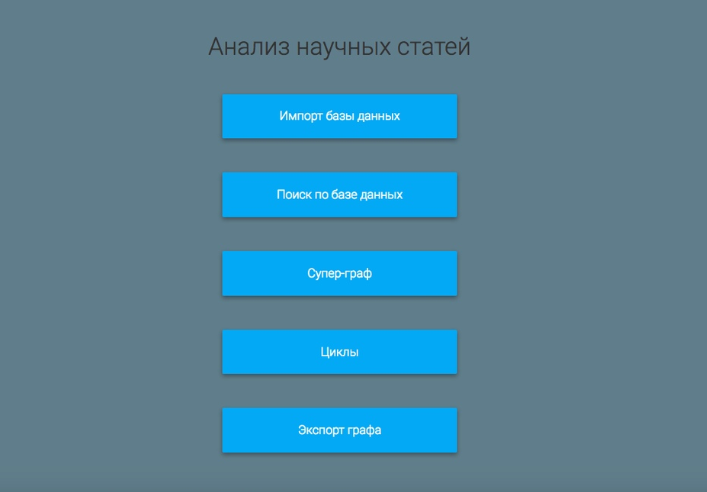 Анализ научных статей
Импорт базы данных
Поиск по базе данных
Супер-граф
Циклы
Экспорт графа